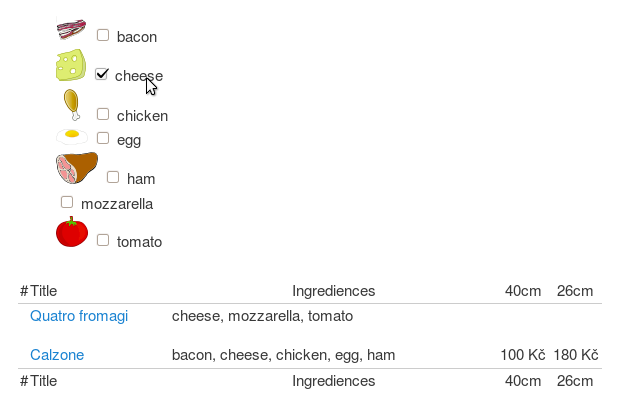 bacon
cheese
chicken
egg
ham
mozzarella
tomato
# Title Ingrediences 40cm 26cm
Quatro fromagi cheese, mozzarella, tomato
Calzone bacon, cheese, chicken, egg, ham 100 Kč 180 Kč
# Title Ingrediences 40cm 26cm